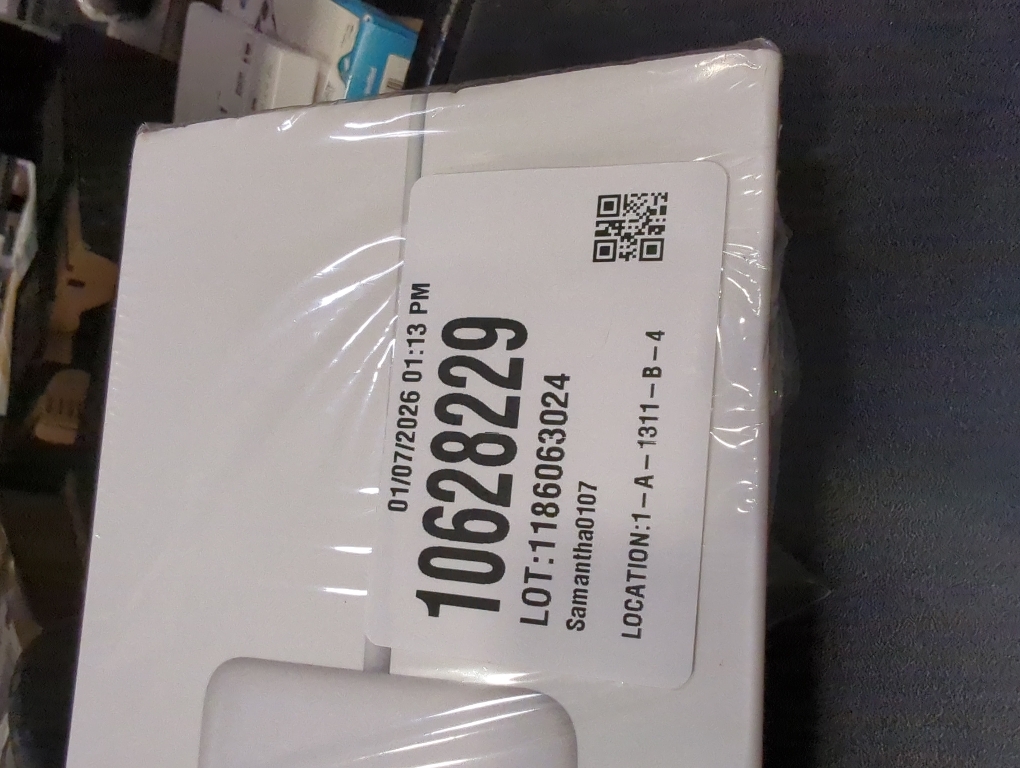 01/07/2026 01:13 PM
10628229
LOT:1186063024
Samantha0107
LOCATION:1-A-1311-B-4